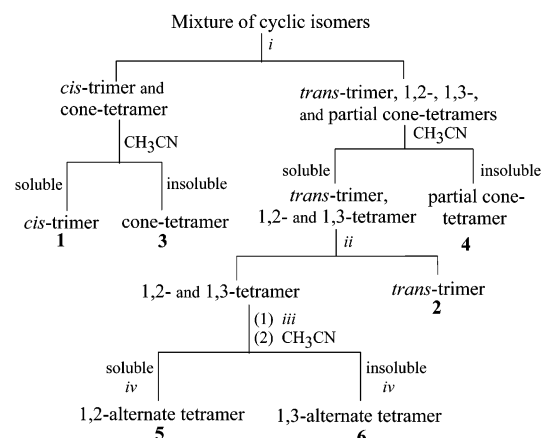 Mixture of cyclic isomers
i
cis-trimer and
cone-tetramer
trans-trimer, 1,2-, 1,3-,
and partial cone-tetramers
CH3CN
CH3CN
soluble
insoluble
soluble
insoluble
cis-trimer
1
cone-tetramer
3
trans-trimer,
1,2- and 1,3-tetramer
partial cone-
tetramer
4
ii
1,2- and 1,3-tetramer
trans-trimer
2
(1) iii
(2) CH3CN
soluble
iv
insoluble
iv
1,2-alternate tetramer
5
1,3-alternate tetramer
6